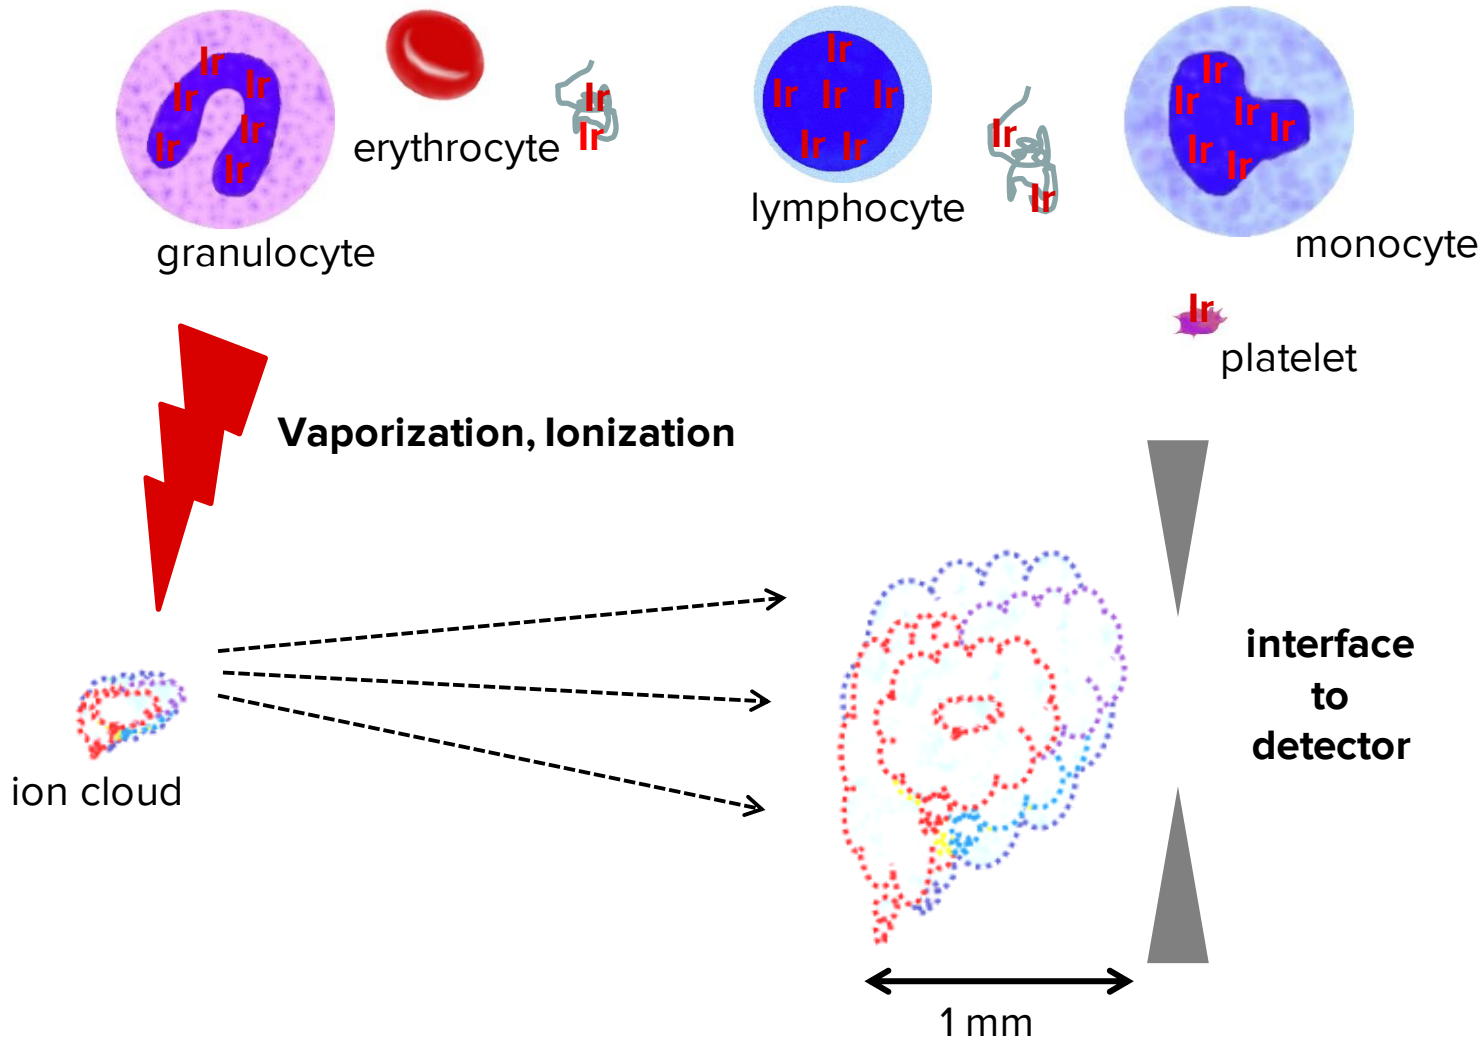 Ir
Ir Ir
Ir Ir
Ir
Ir
granulocyte
erythrocyte
Ir
Ir
Ir
Ir Ir Ir
Ir Ir
lymphocyte
Ir
Ir
Ir
Ir Ir Ir
Ir Ir
monocyte
Ir
platelet
Vaporization, Ionization
ion cloud
interface
to
detector
1 mm